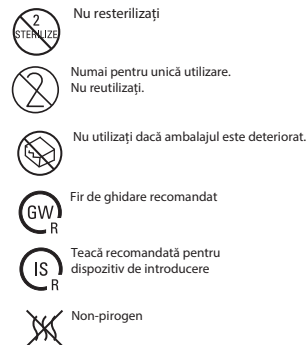 2
STERILIZE
Nu resterilizați
2
Numai pentru unică utilizare.
Nu reutilizați.
Nu utilizați dacă ambalajul este deteriorat.
GW
R
Fir de ghidare recomandat
IS
R
Teacă recomandată pentru
dispozitiv de introducere
Non-pirogen